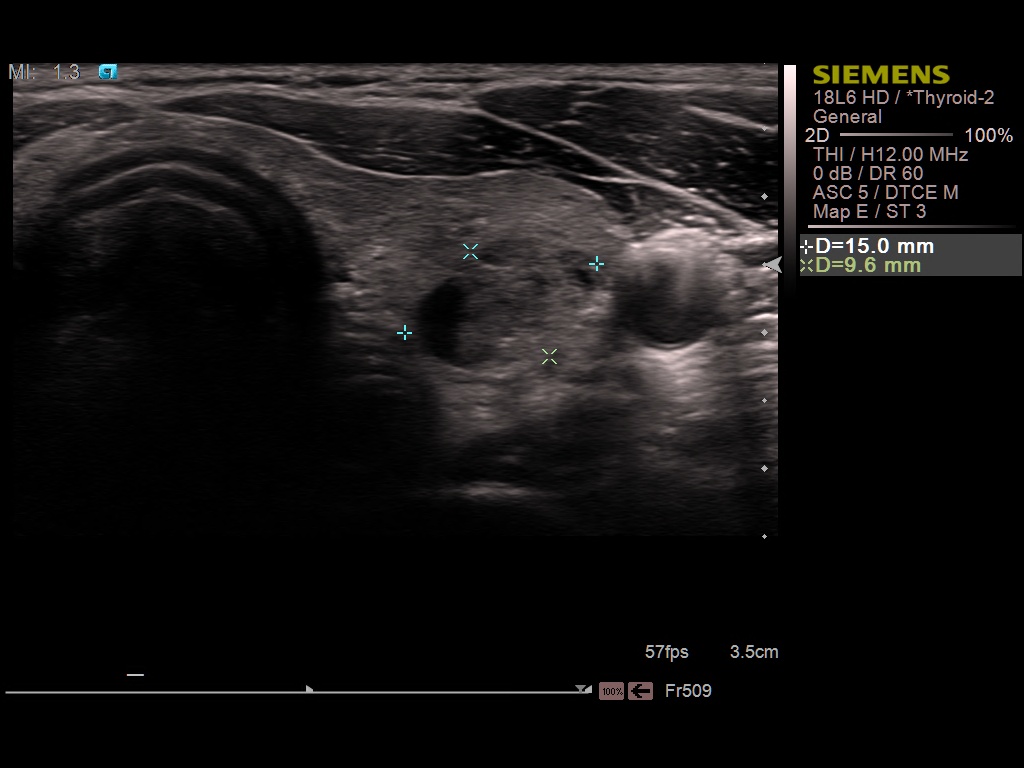 MI: 1.3
SIEMENS
18L6 HD / *Thyroid-2
General
2D 100%
THI / H12.00 MHz
0 dB / DR 60
ASC 5 / DTCE M
Map E / ST 3
D=15.0 mm
D=9.6 mm
57fps 3.5cm
100% Fr509